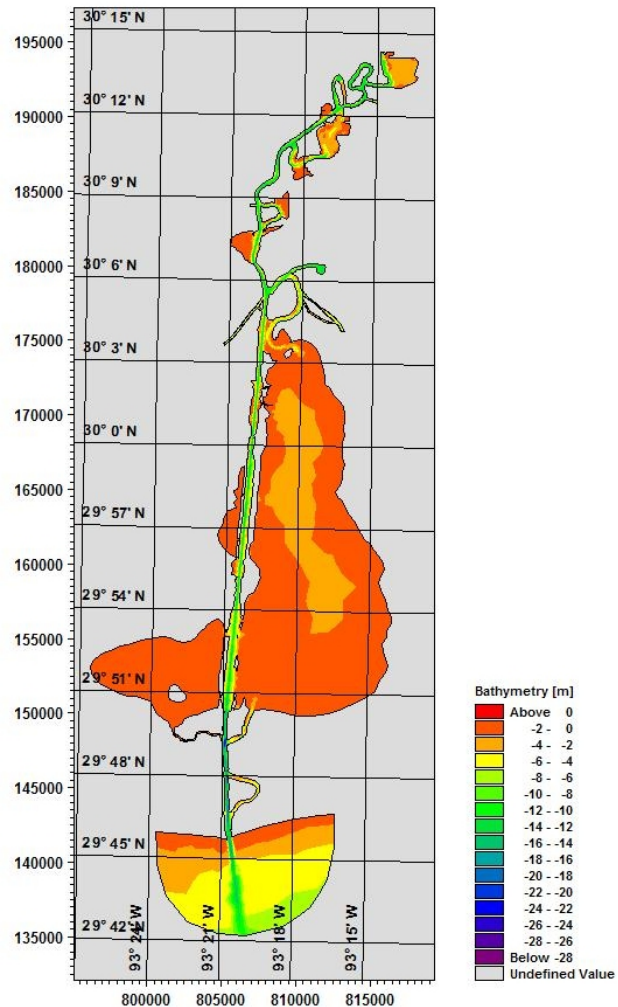 195000
190000
185000
180000
175000
170000
165000
160000
155000
150000
145000
140000
135000
30° 15' N
30° 12' N
30° 9' N
30° 6' N
30° 3' N
30° 0' N
29° 57' N
29° 54' N
29° 51' N
29° 48' N
29° 45' N
29° 42' N
93° 24' W
93° 21' W
93° 18' W
93° 15' W
800000 805000 810000 815000
Bathymetry [m]
Above 0
-2 - 0
-4 - -2
-6 - -4
-8 - -6
-10 - -8
-12 - -10
-14 - -12
-16 - -14
-18 - -16
-20 - -18
-22 - -20
-24 - -22
-26 - -24
-28 - -26
Below -28
Undefined Value